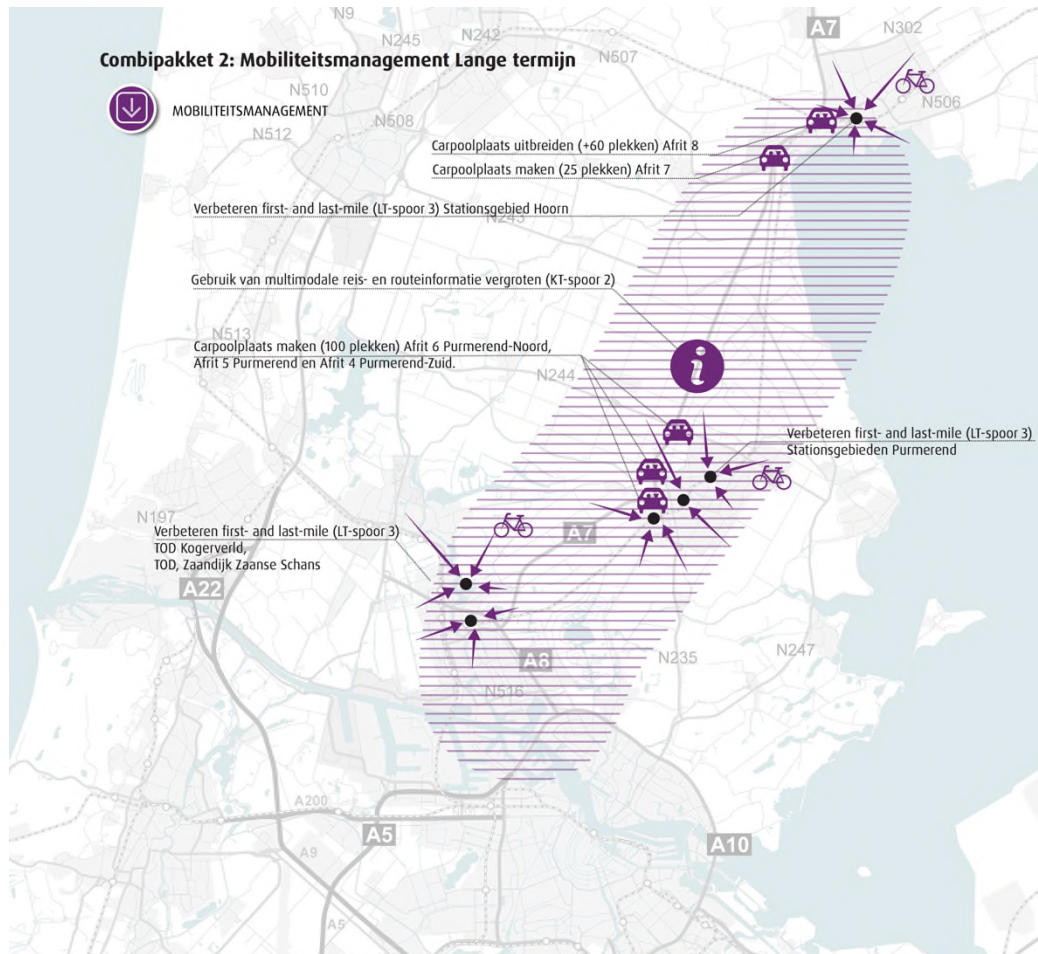 N9
N245
N242
A7
N302
N507
Combipakket 2: Mobiliteitsmanagement Lange termijn
N510
MOBILITEITSMANAGEMENT
N508
N506
N512
Carpoolplaats uitbreiden (+60 plekken) Afrit 8
Carpoolplaats maken (25 plekken) Afrit 7
Verbeteren first- and last-mile (LT-spoor 3) Stationsgebied Hoorn
N243
Gebruik van multimodale reis- en routeinformatie vergroten (KT-spoor 2)
N513
Carpoolplaats maken (100 plekken) Afrit 6 Purmerend-Noord,
Afrit 5 Purmerend en Afrit 4 Purmerend-Zuid.
i
N244
Verbeteren first- and last-mile (LT-spoor 3)
Stationsgebieden Purmerend
N197
Verbeteren first- and last-mile (LT-spoor 3)
TOD Kogerverld,
TOD, Zaandijk Zaanse Schans
A7
A22
N247
N235
A8
N516
A200
A5
A10
A9
A5